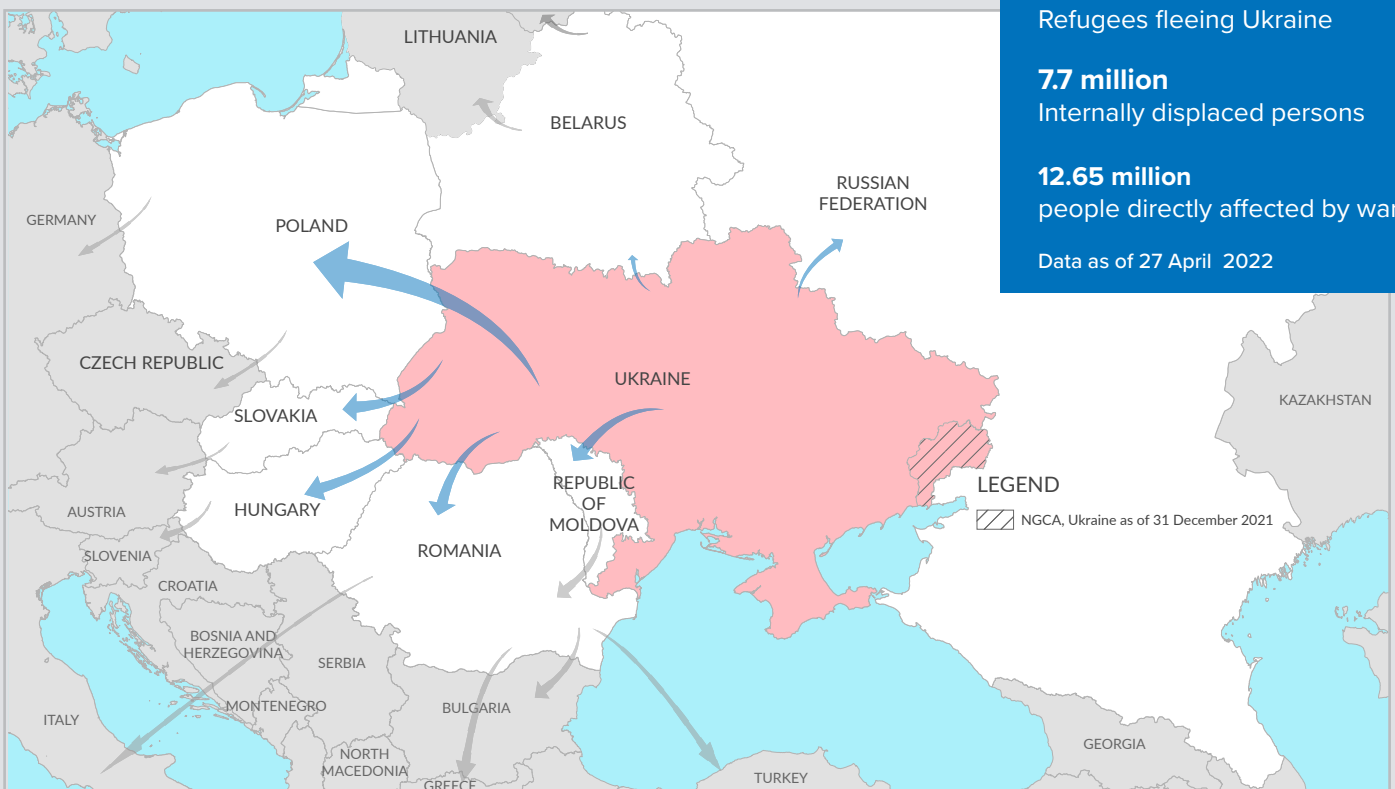 Refugees fleeing Ukraine
7.7 million
Internally displaced persons
12.65 million
people directly affected by war
Data as of 27 April 2022
LITHUANIA
BELARUS
RUSSIAN
FEDERATION
GERMANY
POLAND
CZECH REPUBLIC
UKRAINE
KAZAKHSTAN
SLOVAKIA
REPUBLIC
OF
MOLDOVA
LEGEND
NGCA, Ukraine as of 31 December 2021
AUSTRIA
HUNGARY
ROMANIA
SLOVENIA
CROATIA
BOSNIA AND
HERZEGOVINA
SERBIA
MONTENEGRO
BULGARIA
ITALY
NORTH
MACEDONIA
GEORGIA
TURKEY
GREECE